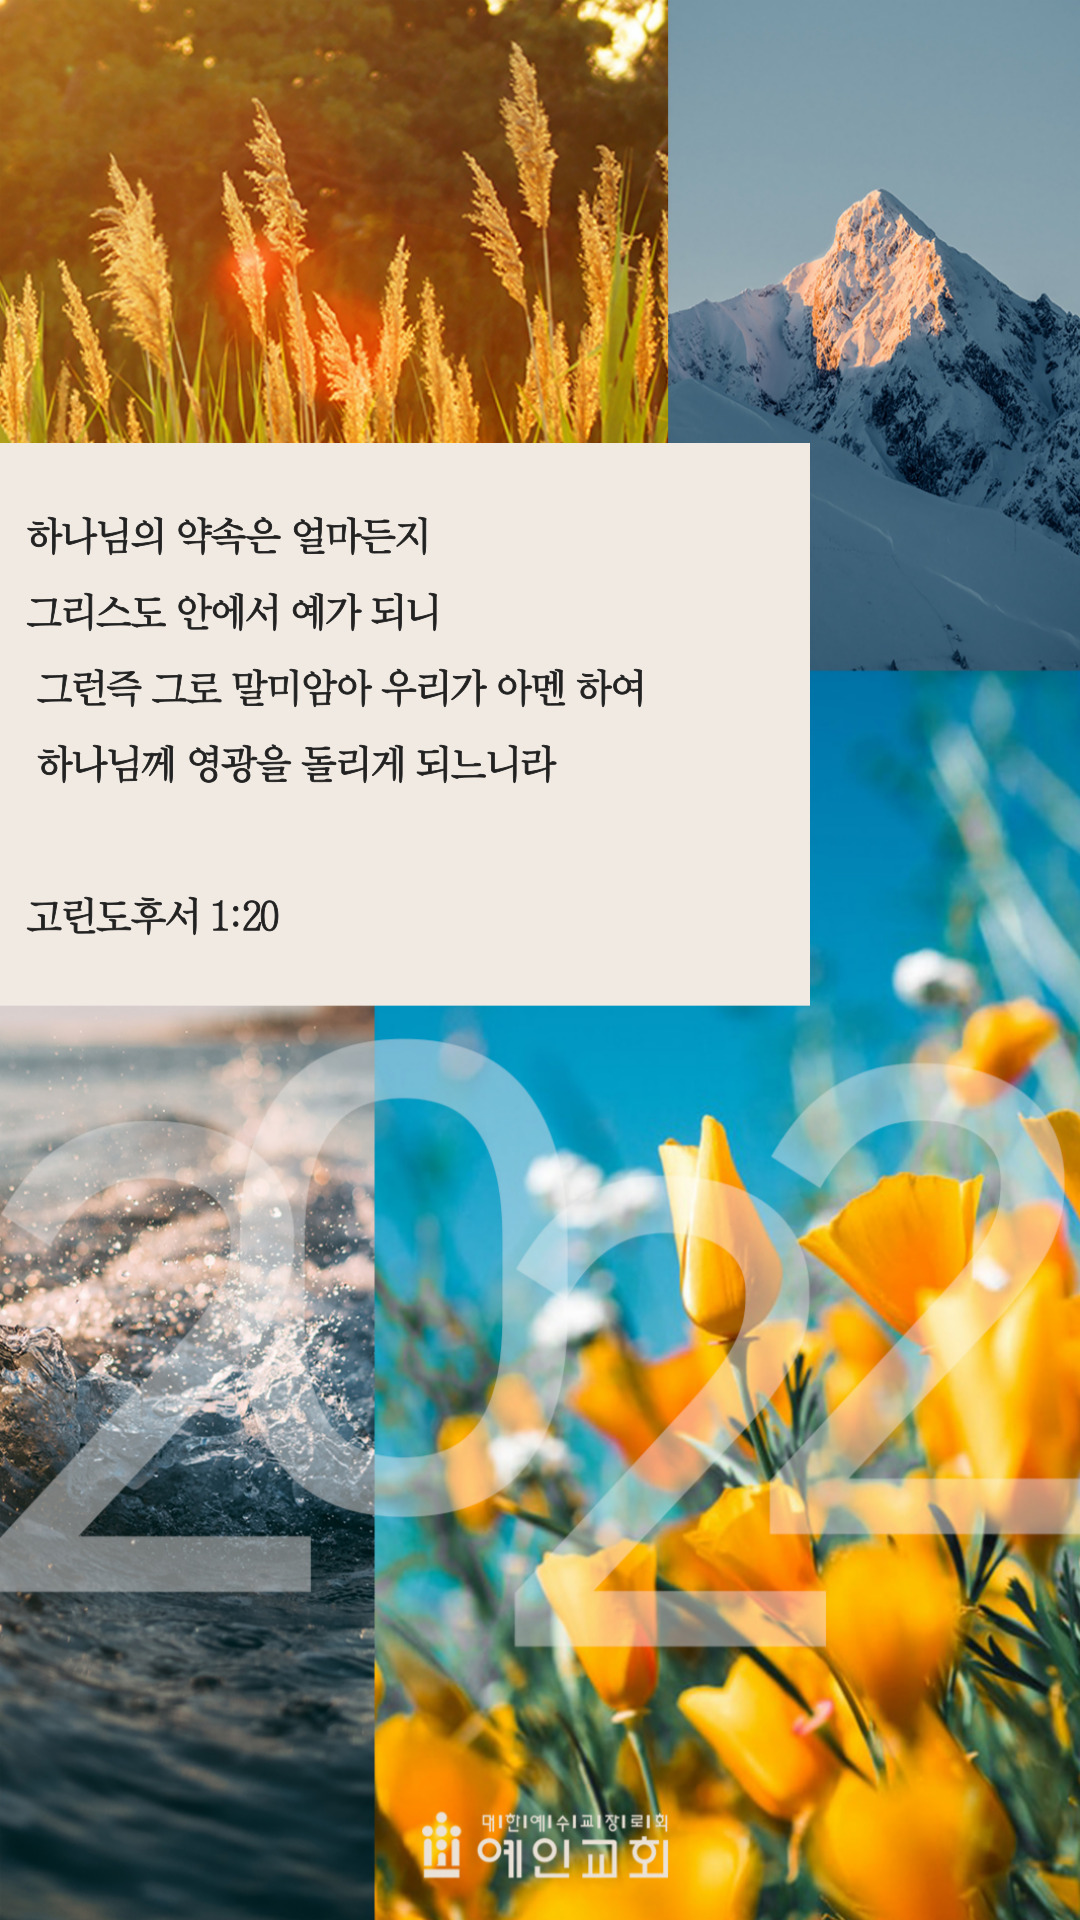 하나님의 약속은 얼마든지
그리스도 안에서 예가 되니
그런즉 그로 말미암아 우리가 아멘 하여
하나님께 영광을 돌리게 되느니라
고린도후서 1:20
2022
대한예수교장로회
예인교회